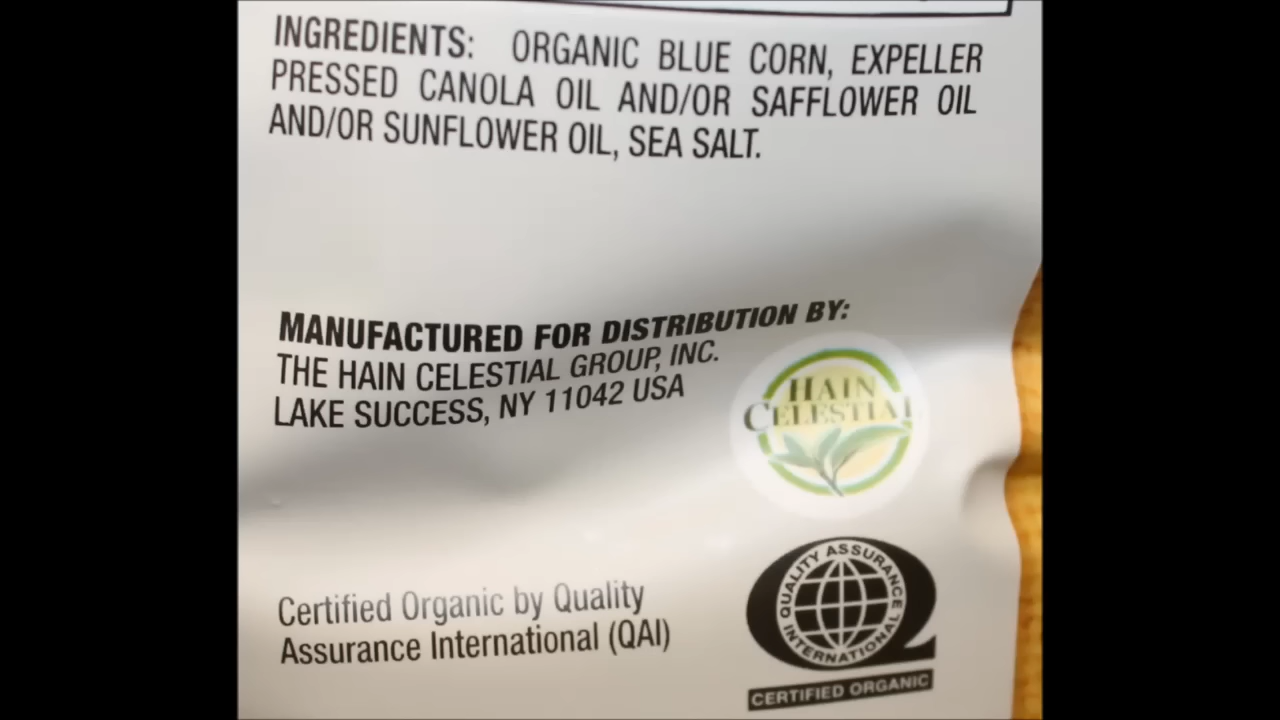 INGREDIENTS: ORGANIC BLUE CORN, EXPELLER
PRESSED CANOLA OIL AND/OR SAFFLOWER OIL
AND/OR SUNFLOWER OIL, SEA SALT.
MANUFACTURED FOR DISTRIBUTION BY:
THE HAIN CELESTIAL GROUP, INC.
LAKE SUCCESS, NY 11042 USA
HAIN
CELESTIAL
Certified Organic by Quality
Assurance International (QAI)
QUALITY ASSURANCE
INTERNATIONAL
CERTIFIED ORGANIC